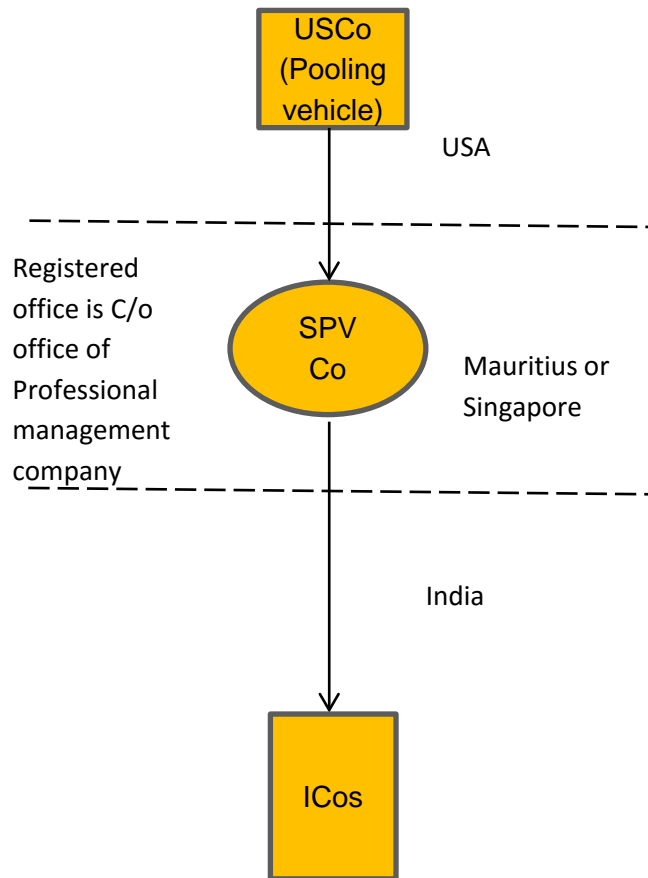 USCo
(Pooling
vehicle)
USA
Registered
office is C/o
office of
Professional
management
company
SPV
Co
Mauritius or
Singapore
India
ICos